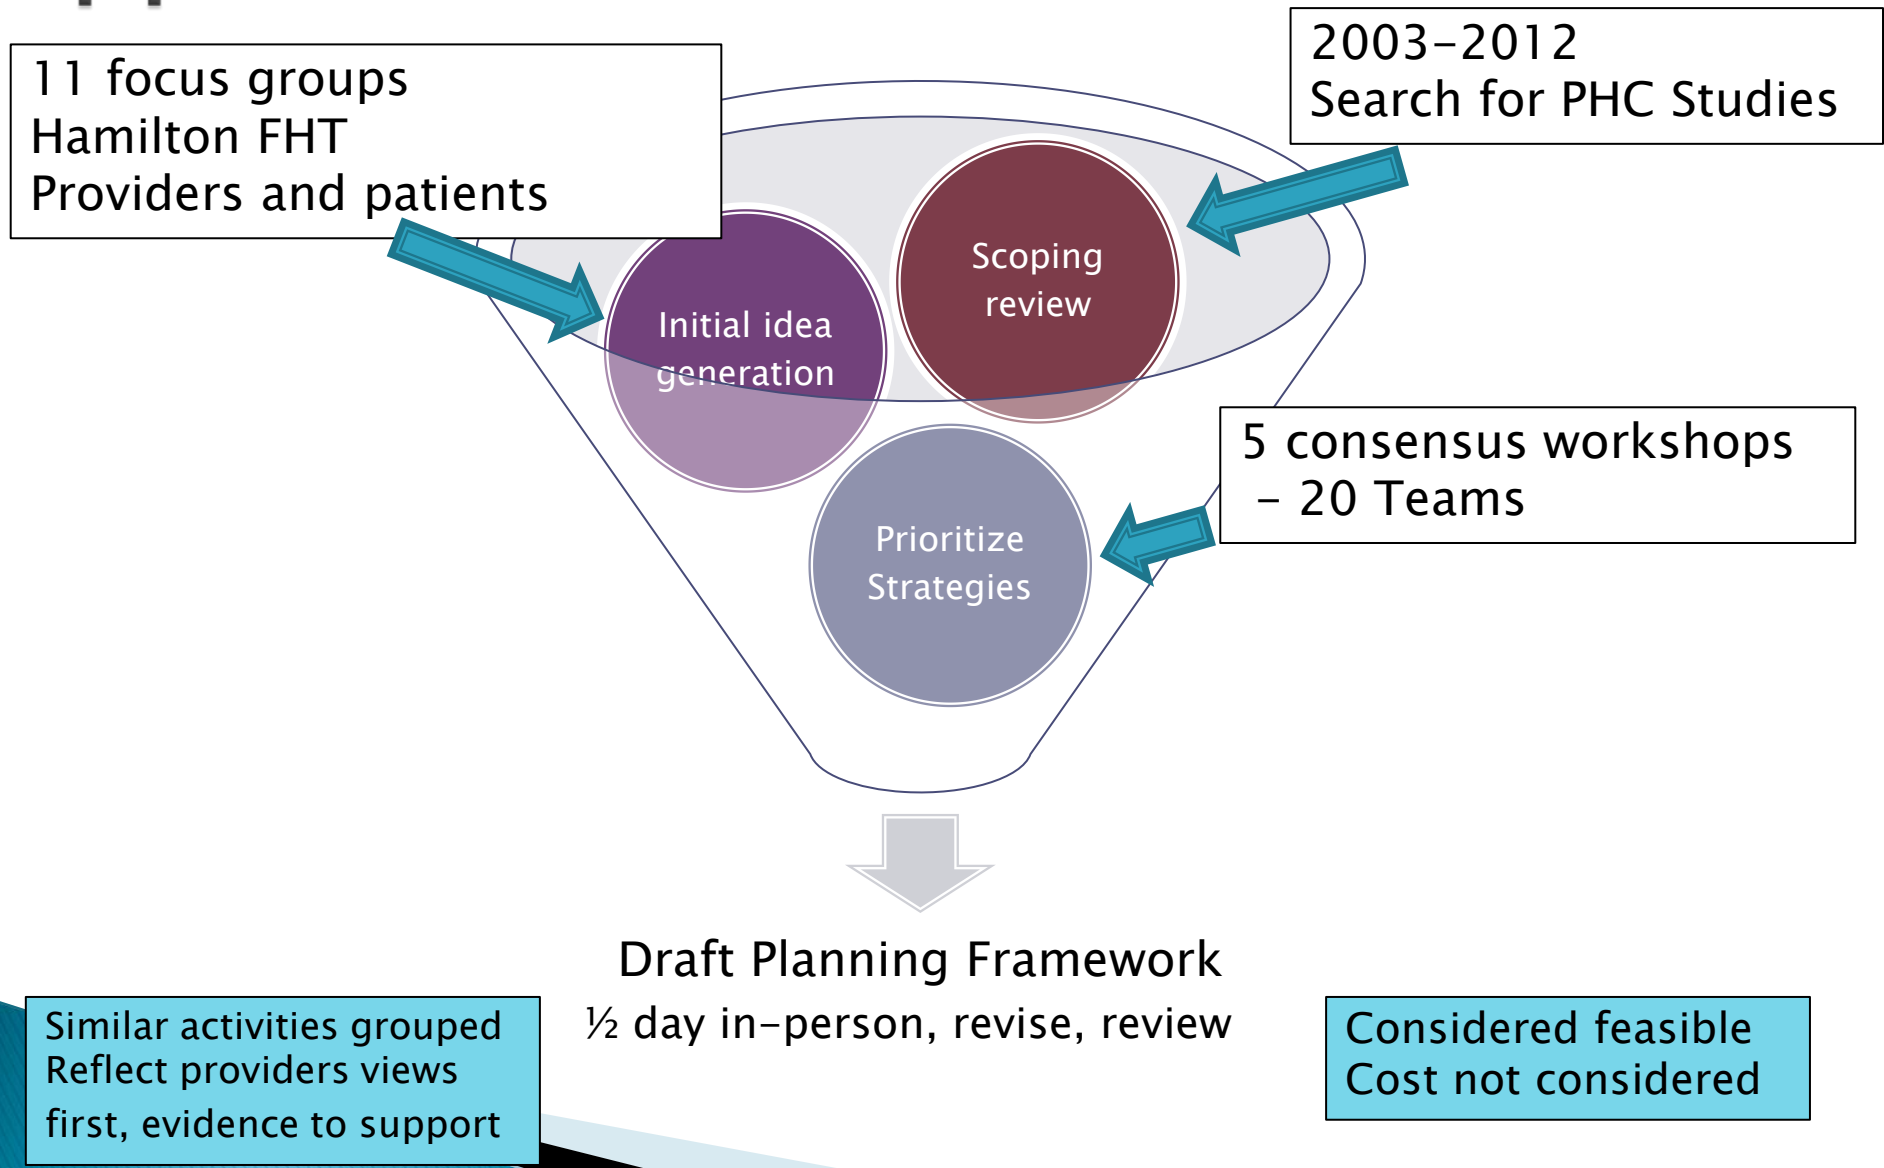 11 focus groups
Hamilton FHT
Providers and patients
2003–2012
Search for PHC Studies
Scoping
review
Initial idea
generation
5 consensus workshops
– 20 Teams
Prioritize
Strategies
Draft Planning Framework
½ day in–person, revise, review
Similar activities grouped
Reflect providers views
first, evidence to support
Considered feasible
Cost not considered